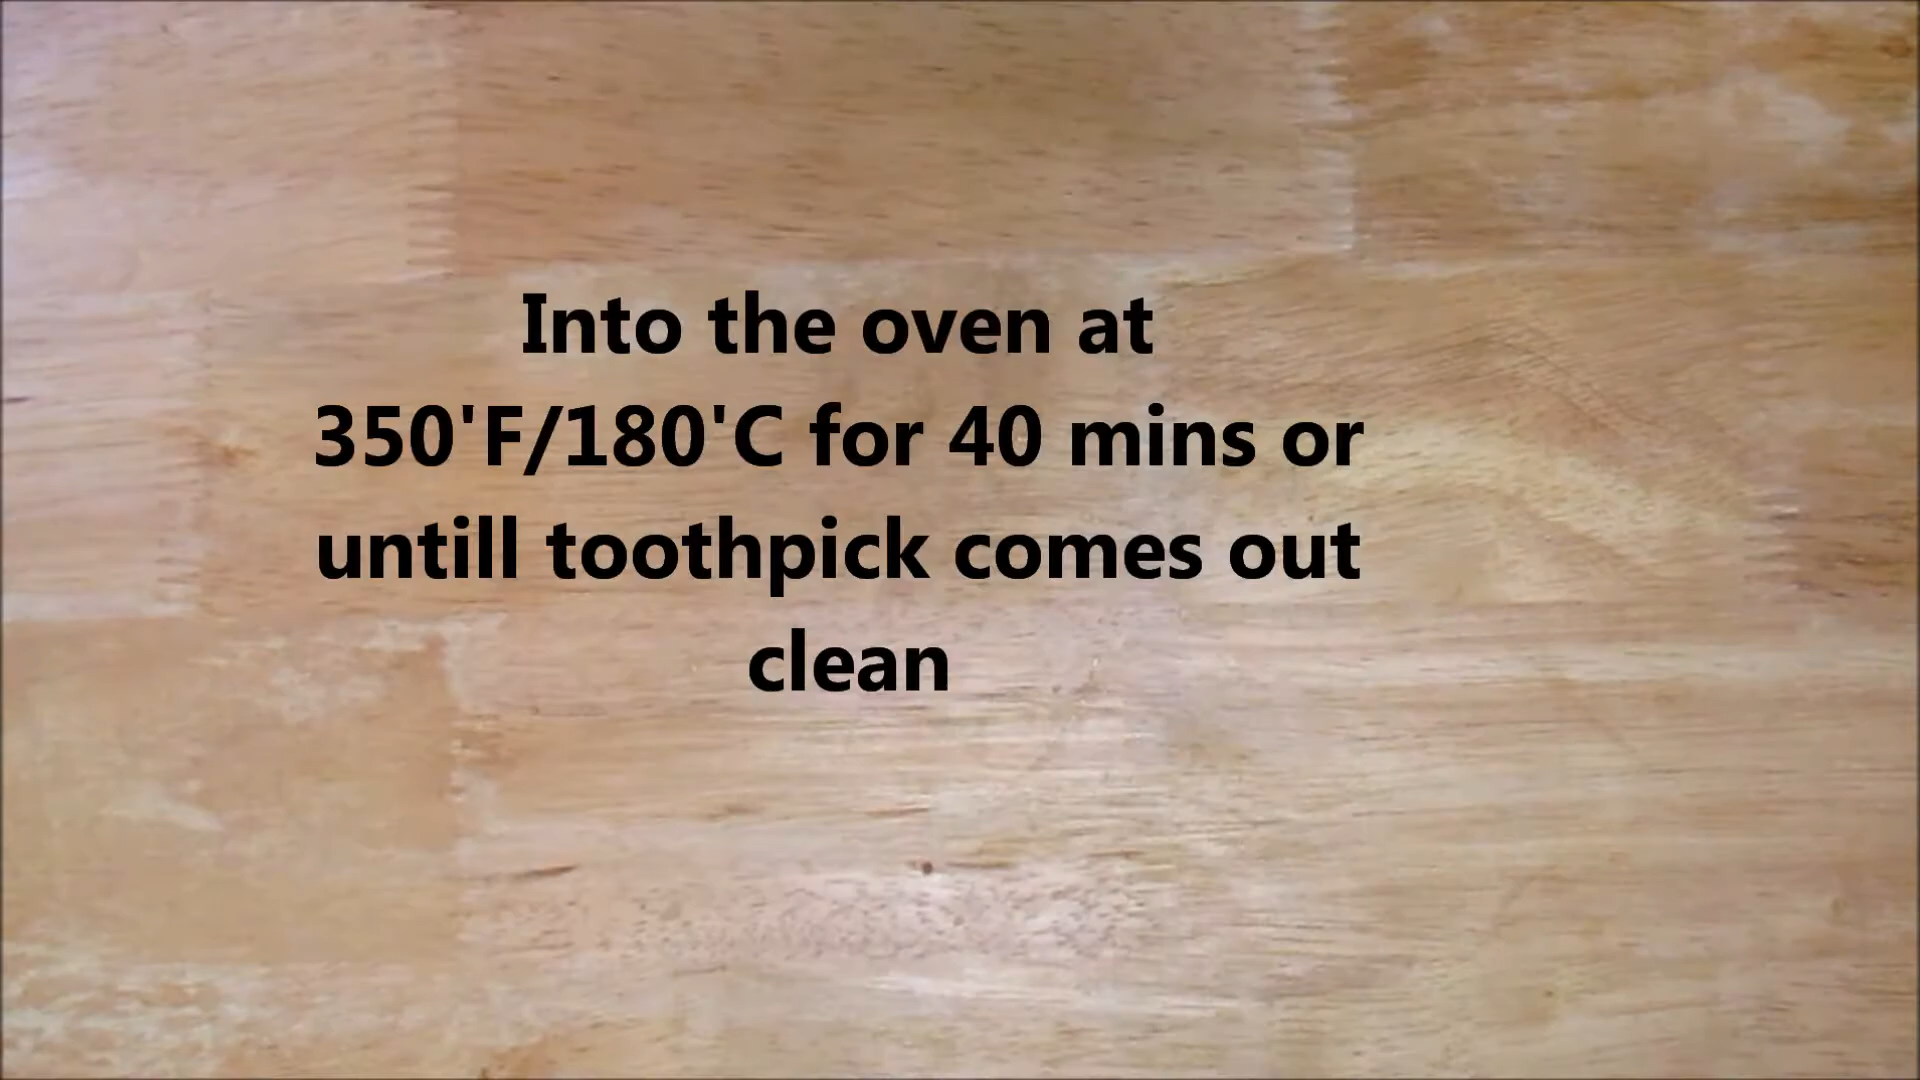 Into the oven at
350'F/180'C for 40 mins or
untill toothpick comes out
clean